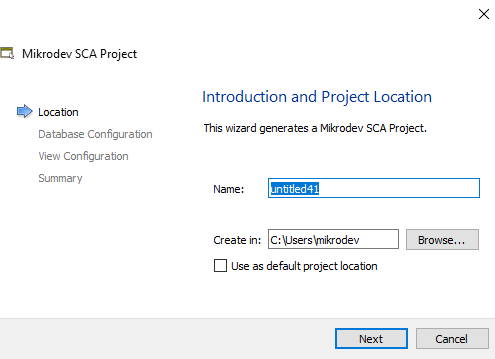 Mikrodev SCA Project
Location
Database Configuration
View Configuration
Summary
Introduction and Project Location
This wizard generates a Mikrodev SCA Project.
Name: untitled41
Create in: C:\Users\mikrodev Browse...
Use as default project location
Next Cancel